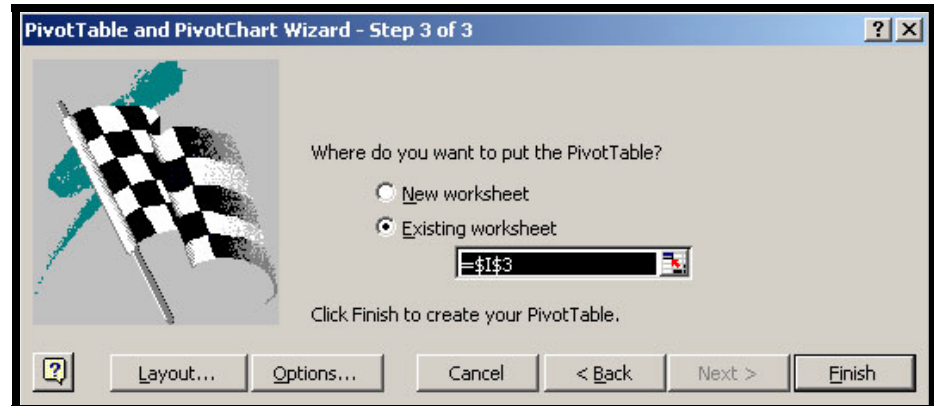 PivotTable and PivotChart Wizard - Step 3 of 3
Where do you want to put the PivotTable?
New worksheet
Existing worksheet
=$I$3
Click Finish to create your PivotTable.
Layout... Options... Cancel < Back Next > Finish